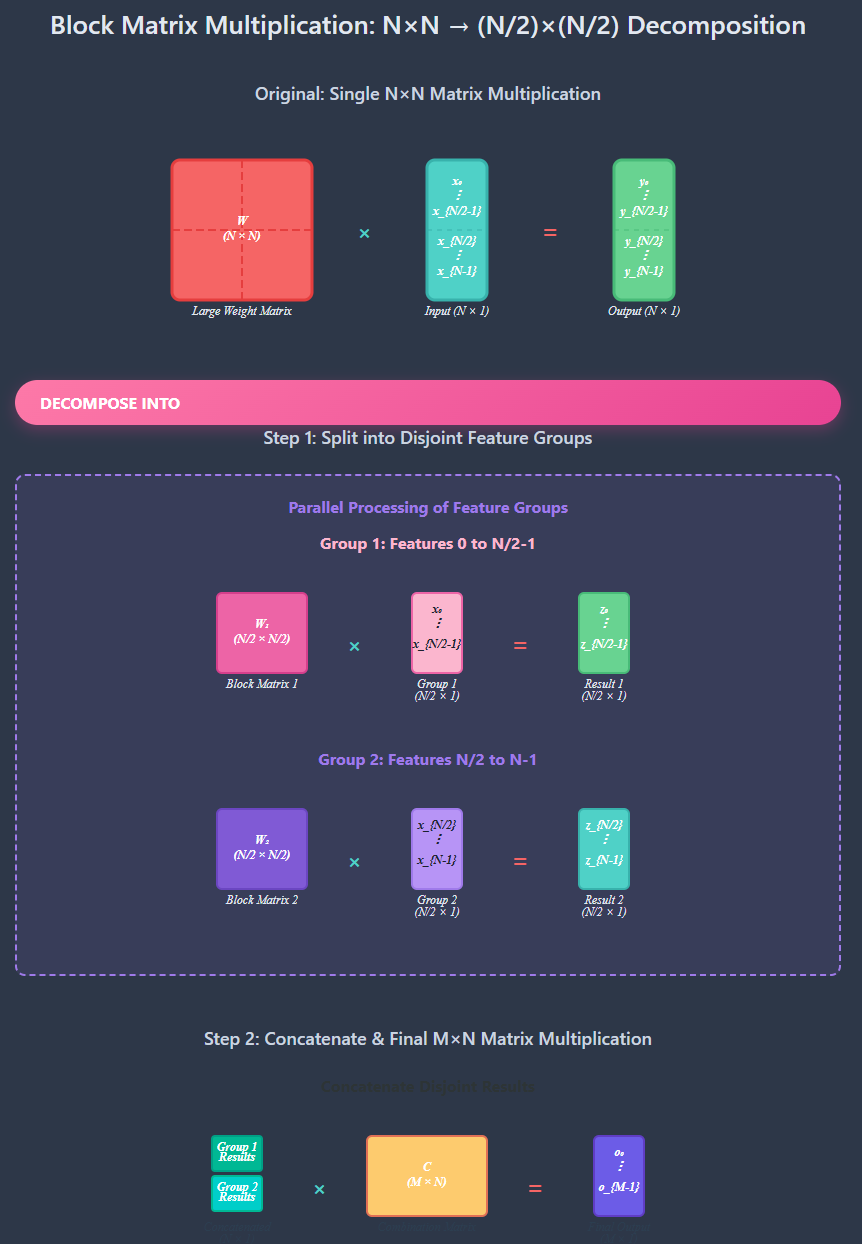 Block Matrix Multiplication: N×N → (N/2)×(N/2) Decomposition
Original: Single N×N Matrix Multiplication
W
(N × N)
Large Weight Matrix
×
x₀
⋮
x_{N/2-1}
x_{N/2}
⋮
x_{N-1}
Input (N × 1)
=
y₀
⋮
y_{N/2-1}
y_{N/2}
⋮
y_{N-1}
Output (N × 1)
DECOMPOSE INTO
Step 1: Split into Disjoint Feature Groups
Parallel Processing of Feature Groups
Group 1: Features 0 to N/2-1
W₁
(N/2 × N/2)
Block Matrix 1
×
x₀
⋮
x_{N/2-1}
Group 1
(N/2 × 1)
=
z₀
⋮
z_{N/2-1}
Result 1
(N/2 × 1)
Group 2: Features N/2 to N-1
W₂
(N/2 × N/2)
Block Matrix 2
×
x_{N/2}
⋮
x_{N-1}
Group 2
(N/2 × 1)
=
z_{N/2}
⋮
z_{N-1}
Result 2
(N/2 × 1)
Step 2: Concatenate & Final M×N Matrix Multiplication
Concatenate Disjoint Results
Group 1
Results
Group 2
Results
×
C
(M × N)
=
o₀
⋮
o_{M-1}